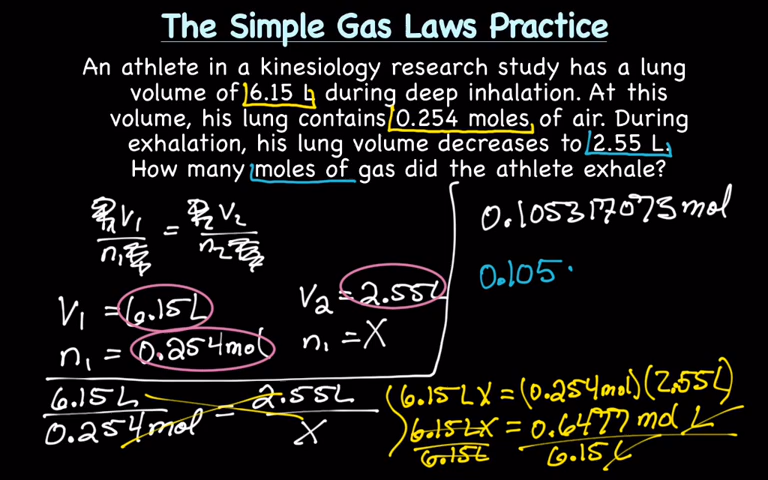 The Simple Gas Laws Practice
An athlete in a kinesiology research study has a lung
volume of 6.15 L during deep inhalation. At this
volume, his lung contains 0.254 moles of air. During
exhalation, his lung volume decreases to 2.55 L.
How many moles of gas did the athlete exhale?
P₁V₁/n₁T₁ = P₂V₂/n₂T₂
V₁ = 6.15L
V₂ = 2.55L
n₁ = 0.254mol
n₁ = X
6.15L/0.254mol = 2.55L/X
0.105317073mol
0.105.
6.15LX = (0.254mol)(2.55L)
6.15LX/6.15L = 0.6477 mol L/6.15L